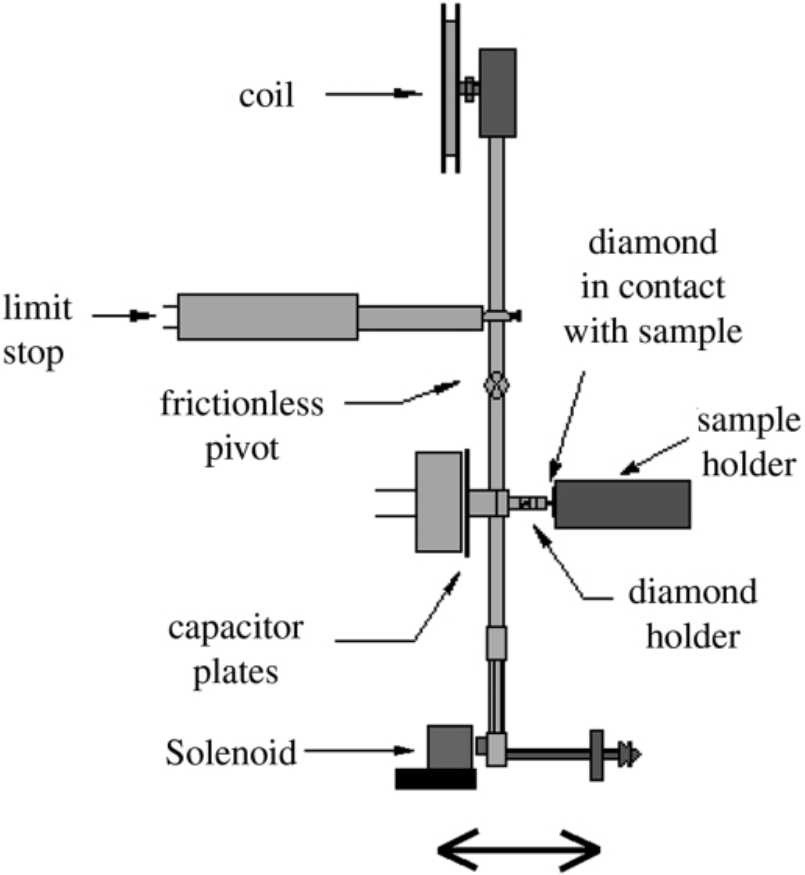 coil
diamond
in contact
with sample
limit
stop
frictionless
pivot
sample
holder
diamond
holder
capacitor
plates
Solenoid